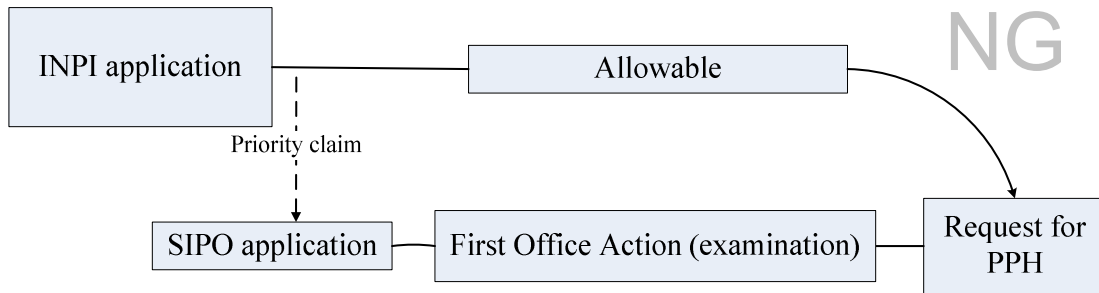 NG
INPI application
Allowable
Priority claim
SIPO application
First Office Action (examination)
Request for
PPH